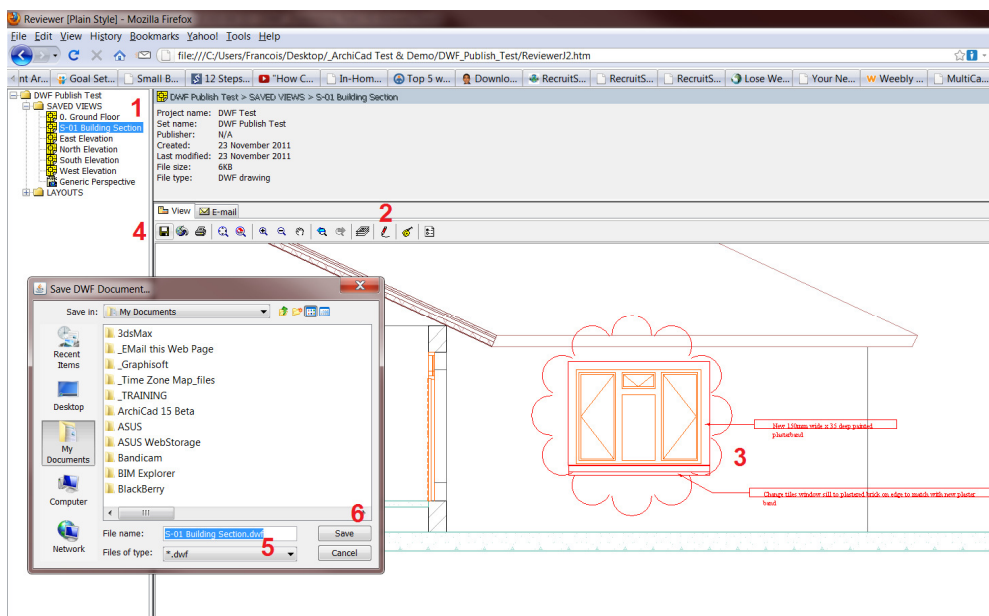 Reviewer [Plain Style] - Mozilla Firefox
File Edit View History Bookmarks Yahoo! Tools Help
file:///C:/Users/Francois/Desktop/_ArchiCad Test & Demo/DWF_Publish_Test/ReviewerJ2.htm
nt Ar... Goal Set... Small B... 12 Steps... "How C... In-Hom... Top 5 w... Downlo... RecruitS... RecruitS... RecruitS... Lose We... Your Ne... Weebly ... MultiCa...
DWF Publish Test
SAVED VIEWS
1
0. Ground Floor
S-01 Building Section
East Elevation
North Elevation
South Elevation
West Elevation
Generic Perspective
LAYOUTS
DWF Publish Test > SAVED VIEWS > S-01 Building Section
Project name: DWF Test
Set name: DWF Publish Test
Publisher: N/A
Created: 23 November 2011
Last modified: 23 November 2011
File size: 6KB
File type: DWF drawing
View E-mail
2
4
Save DWF Document...
Save in: My Documents
Recent Items
Desktop
My Documents
Computer
Network
3dsMax
_EMail this Web Page
_Graphisoft
_Time Zone Map_files
_TRAINING
ArchiCad 15 Beta
ASUS
ASUS WebStorage
Bandicam
BIM Explorer
BlackBerry
6
File name: S-01 Building Section.dwf Save
5
Files of type: *.dwf Cancel
New 150mm wide x 35 deep painted
plasterband
3
Change tiles window sill to plastered brick on edge to match with new plaster
band